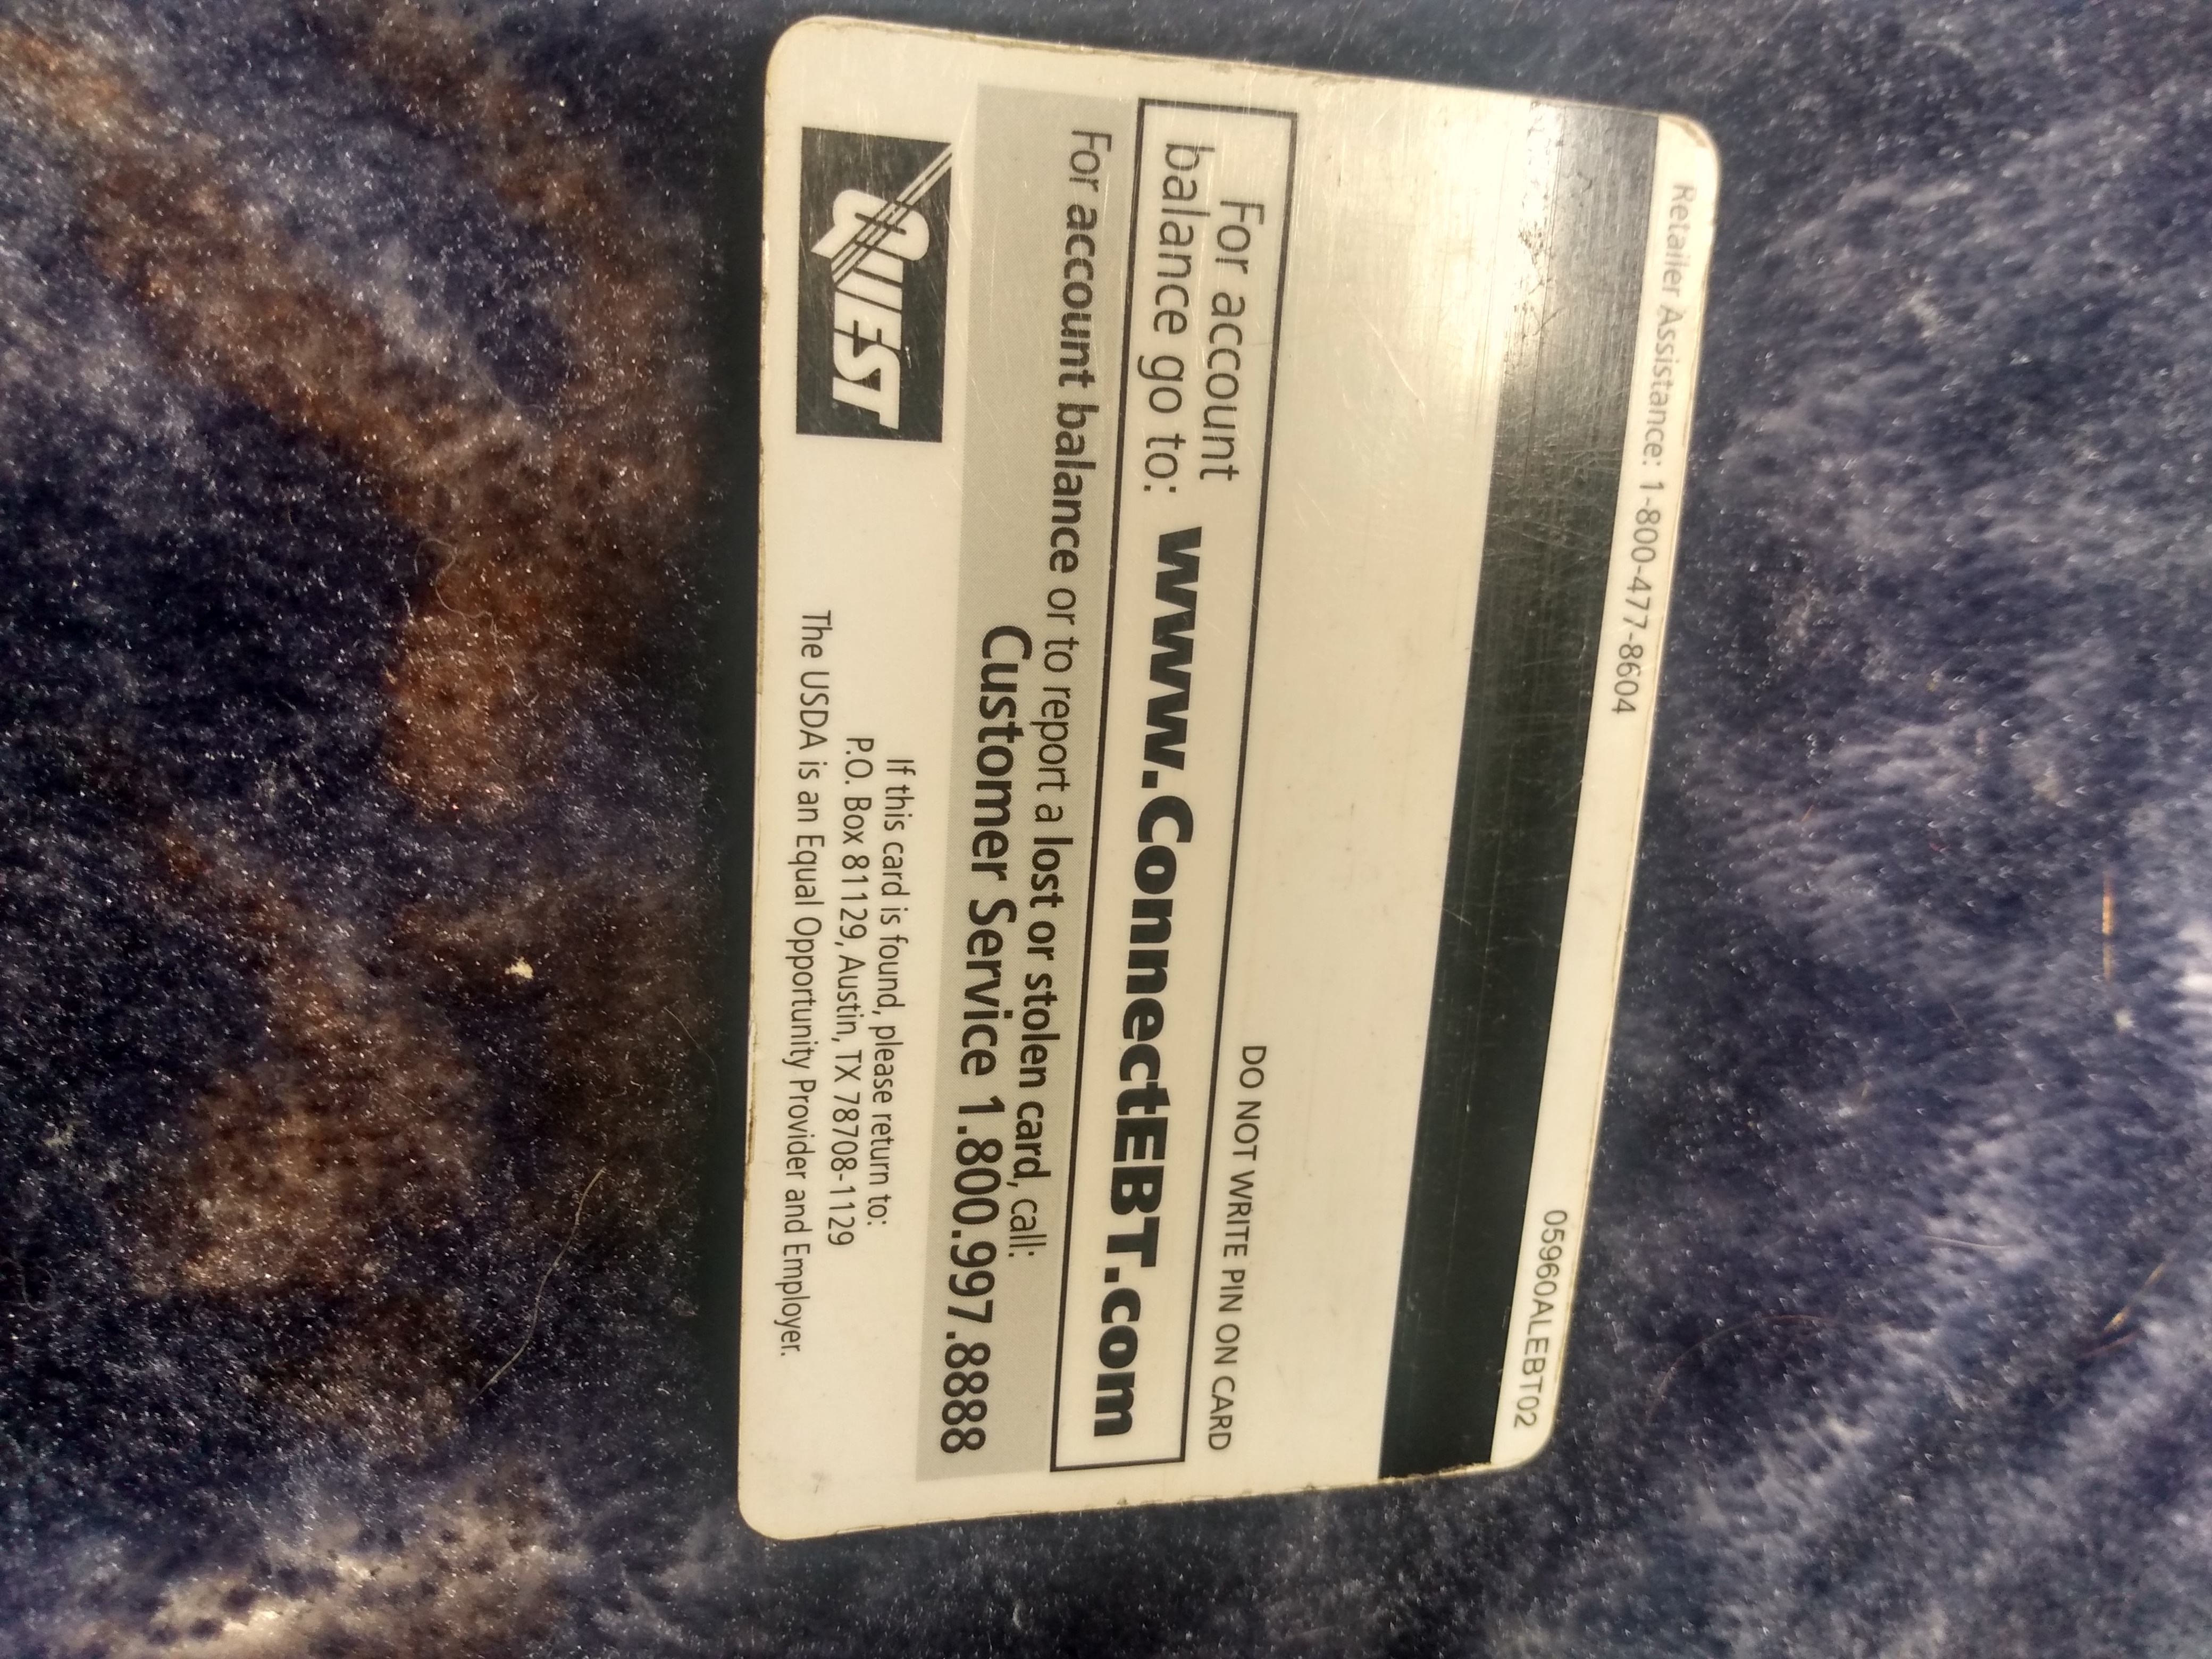 Retailer Assistance: 1-800-477-8604
05960ALEBT02
DO NOT WRITE PIN ON CARD
For account
balance go to: www.ConnectEBT.com
For account balance or to report a lost or stolen card, call:
Customer Service 1.800.997.8888
QUEST
If this card is found, please return to:
P.O. Box 81129, Austin, TX 78708-1129
The USDA is an Equal Opportunity Provider and Employer.